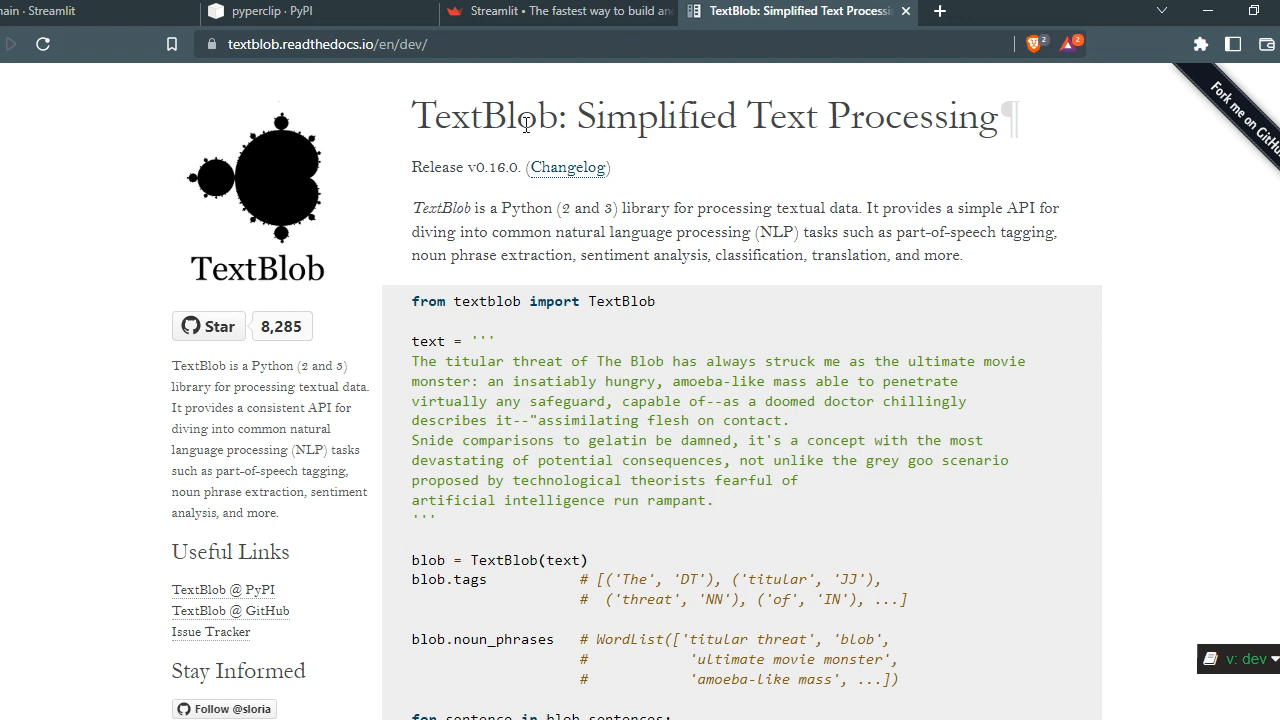 nain · Streamlit
pyperclip · PyPI
Streamlit • The fastest way to build an
TextBlob: Simplified Text Processi
textblob.readthedocs.io/en/dev/
2
2
Fork me on GitHu
TextBlob: Simplified Text Processing¶
Release v0.16.0. (Changelog)
TextBlob is a Python (2 and 3) library for processing textual data. It provides a simple API for
diving into common natural language processing (NLP) tasks such as part-of-speech tagging,
noun phrase extraction, sentiment analysis, classification, translation, and more.
TextBlob
Star
8,285
TextBlob is a Python (2 and 3)
library for processing textual data.
It provides a consistent API for
diving into common natural
language processing (NLP) tasks
such as part-of-speech tagging,
noun phrase extraction, sentiment
analysis, and more.
Useful Links
TextBlob @ PyPI
TextBlob @ GitHub
Issue Tracker
Stay Informed
Follow @sloria
from textblob import TextBlob
text = '''
The titular threat of The Blob has always struck me as the ultimate movie
monster: an insatiably hungry, amoeba-like mass able to penetrate
virtually any safeguard, capable of--as a doomed doctor chillingly
describes it--"assimilating flesh on contact.
Snide comparisons to gelatin be damned, it's a concept with the most
devastating of potential consequences, not unlike the grey goo scenario
proposed by technological theorists fearful of
artificial intelligence run rampant.
'''
blob = TextBlob(text)
blob.tags           # [('The', 'DT'), ('titular', 'JJ'),
                    #  ('threat', 'NN'), ('of', 'IN'), ...]
blob.noun_phrases   # WordList(['titular threat', 'blob',
                    #            'ultimate movie monster',
                    #            'amoeba-like mass', ...])
for sentence in blob.sentences:
v: dev